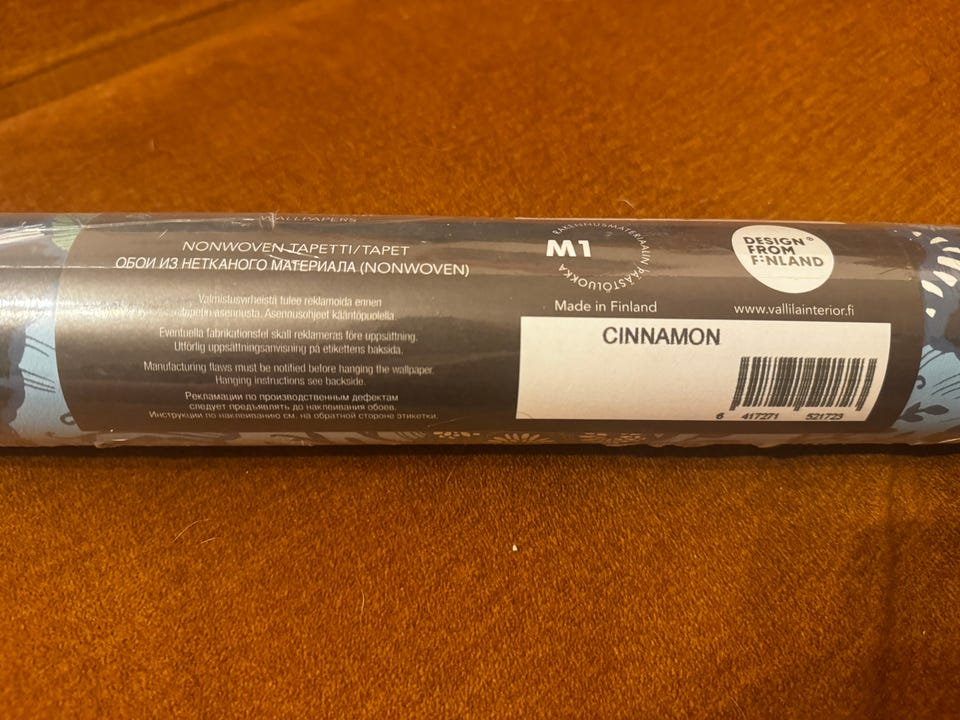 WALLPAPERS
NONWOVEN TAPETTI/TAPET
ОБОИ ИЗ НЕТКАНОГО МАТЕРИАЛА (NONWOVEN)
Valmistusvirheistä tulee reklamoida ennen
tapetin asennusta. Asennusohjeet kääntöpuolella.
Eventuella fabrikationsfel skall reklameras före uppsättning.
Utförlig uppsättningsanvisning på etikettens baksida.
Manufacturing flaws must be notified before hanging the wallpaper.
Hanging instructions see backside.
Рекламации по производственным дефектам
следует предъявлять до наклеивания обоев.
Инструкции по наклеиванию см. на обратной стороне этикетки.
RAKENNUSMATERIAALIN PÄÄSTÖLUOKKA
M1
Made in Finland
DESIGN®
FROM
FINLAND
www.vallilainterior.fi
CINNAMON
6 417271 521723